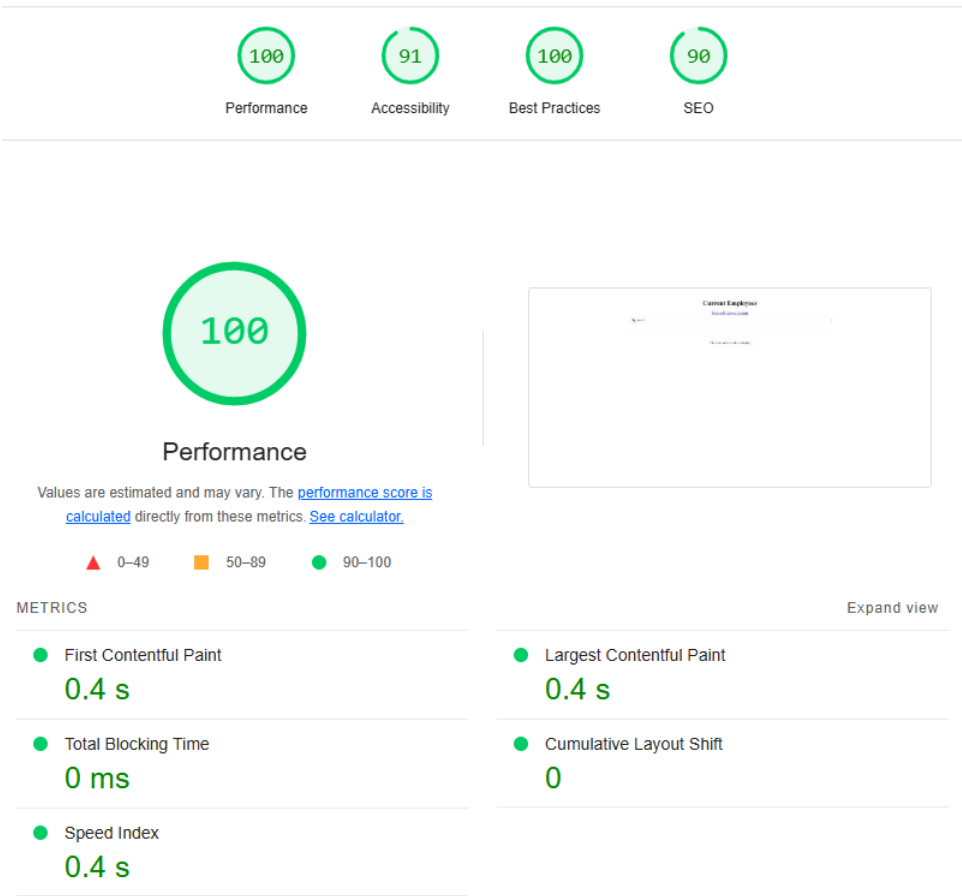 100
91
100
90
Performance
Accessibility
Best Practices
SEO
100
Performance
Values are estimated and may vary. The performance score is
calculated directly from these metrics. See calculator.
0–49
50–89
90–100
Current Employees
METRICS
Expand view
First Contentful Paint
0.4 s
Largest Contentful Paint
0.4 s
Total Blocking Time
0 ms
Cumulative Layout Shift
0
Speed Index
0.4 s